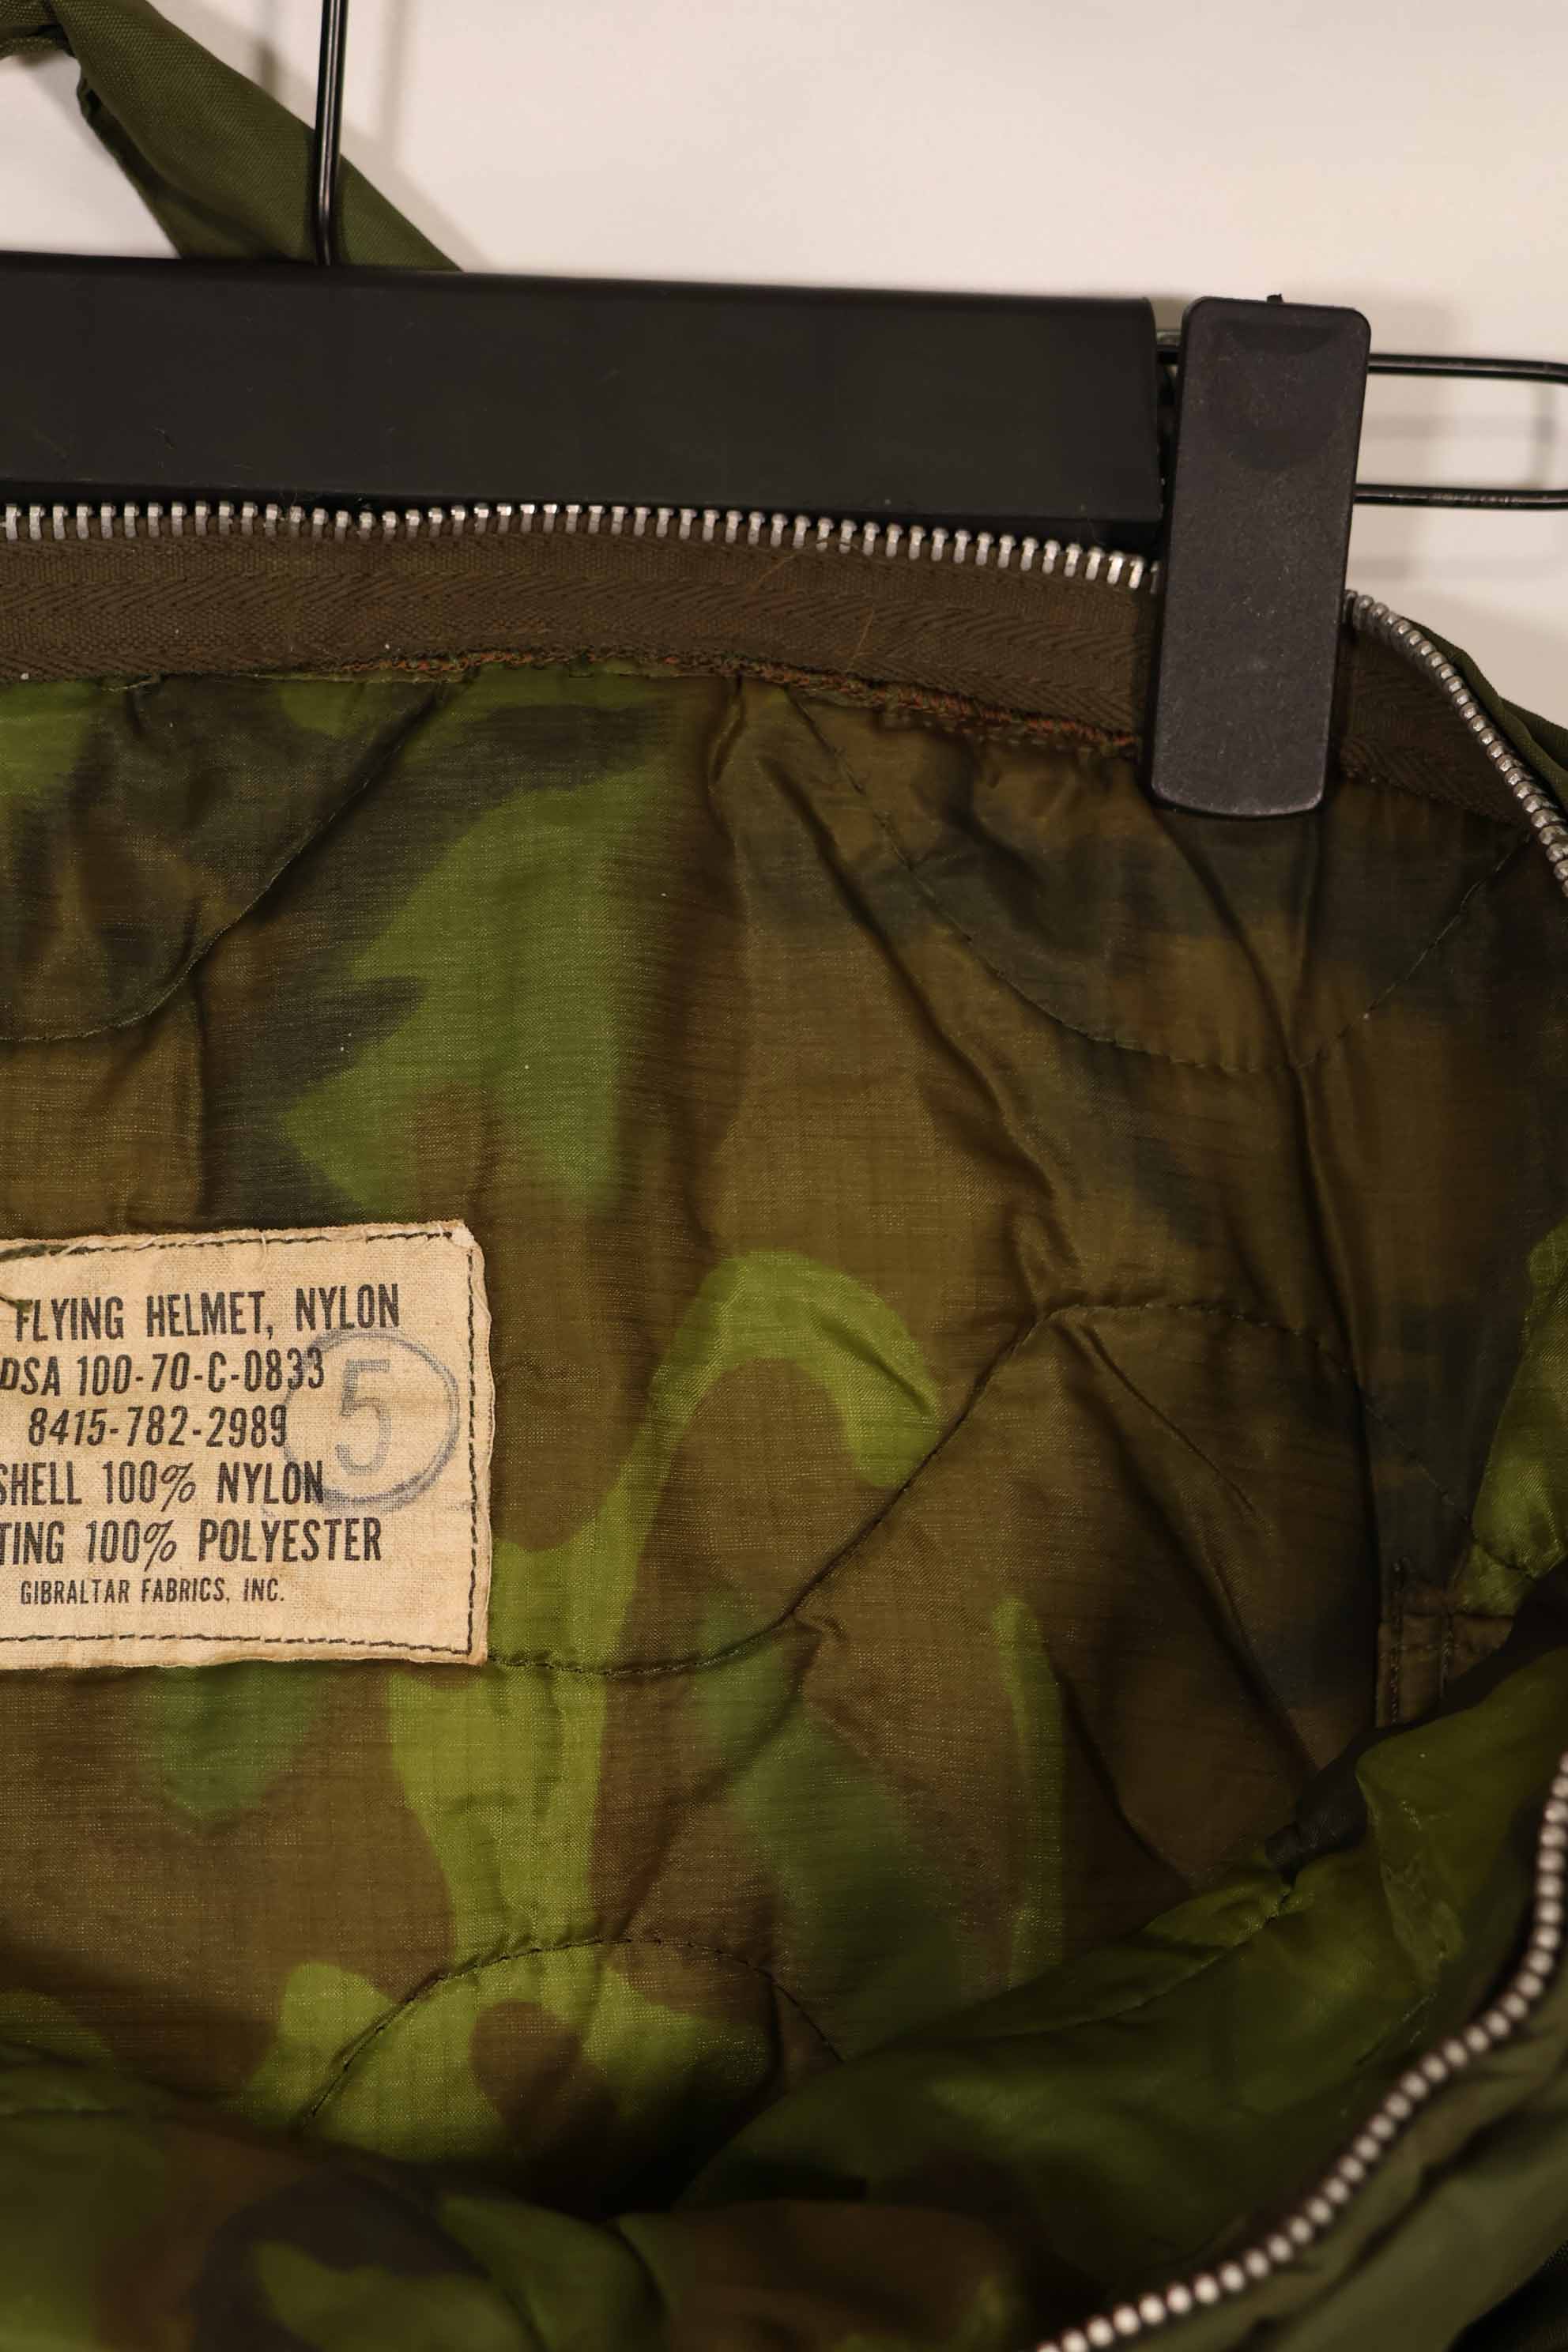 FLYING HELMET, NYLON
DSA 100-70-C-0833
8415-782-2989
SHELL 100% NYLON
TING 100% POLYESTER
GIBRALTAR FABRICS, INC.
5